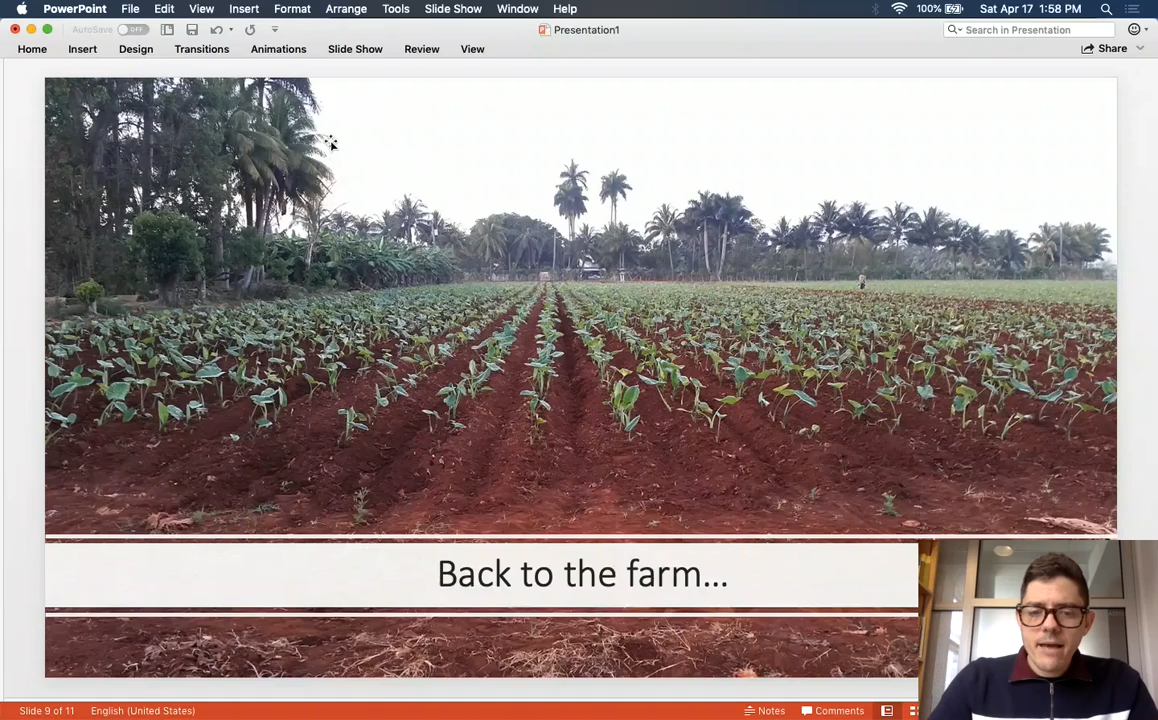 PowerPoint File Edit View Insert Format Arrange Tools Slide Show Window Help 100% Sat Apr 17 1:58 PM
AutoSave OFF Presentation1 Search in Presentation
Home Insert Design Transitions Animations Slide Show Review View Share
Back to the farm...
Slide 9 of 11 English (United States) Notes Comments